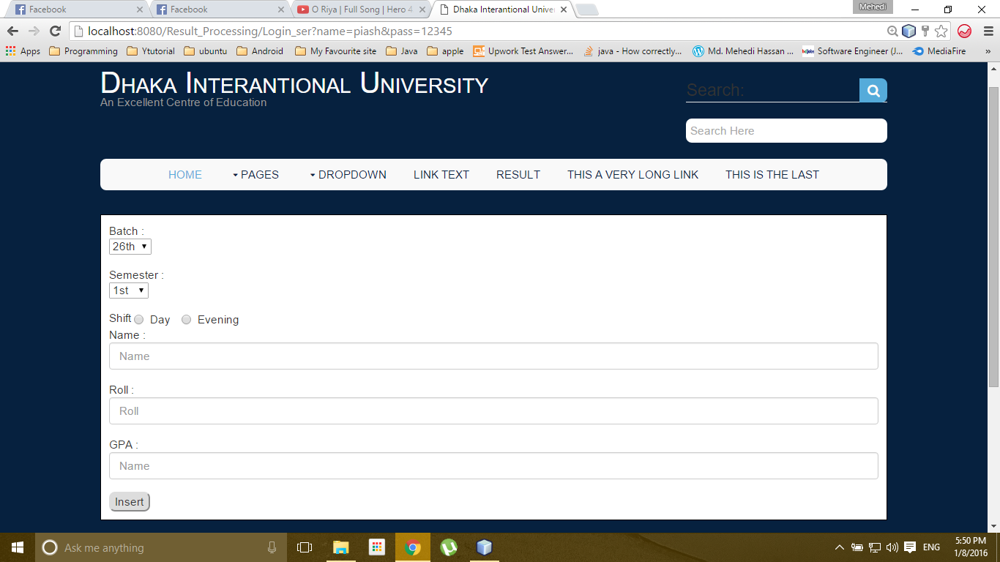 Facebook
Facebook
O Riya | Full Song | Hero 4
Dhaka Interantional Univer
Mehedi
localhost:8080/Result_Processing/Login_ser?name=piash&pass=12345
Apps Programming Ytutorial ubuntu Android My Favourite site Java apple Upwork Test Answer... java - How correctly... Md. Mehedi Hassan ... Software Engineer (J... MediaFire »
Dhaka Interantional University
An Excellent Centre of Education
Search:
Search Here
HOME PAGES DROPDOWN LINK TEXT RESULT THIS A VERY LONG LINK THIS IS THE LAST
Batch :
26th
Semester :
1st
Shift Day Evening
Name :
Name
Roll :
Roll
GPA :
Name
Insert
Ask me anything
ENG
5:50 PM
1/8/2016